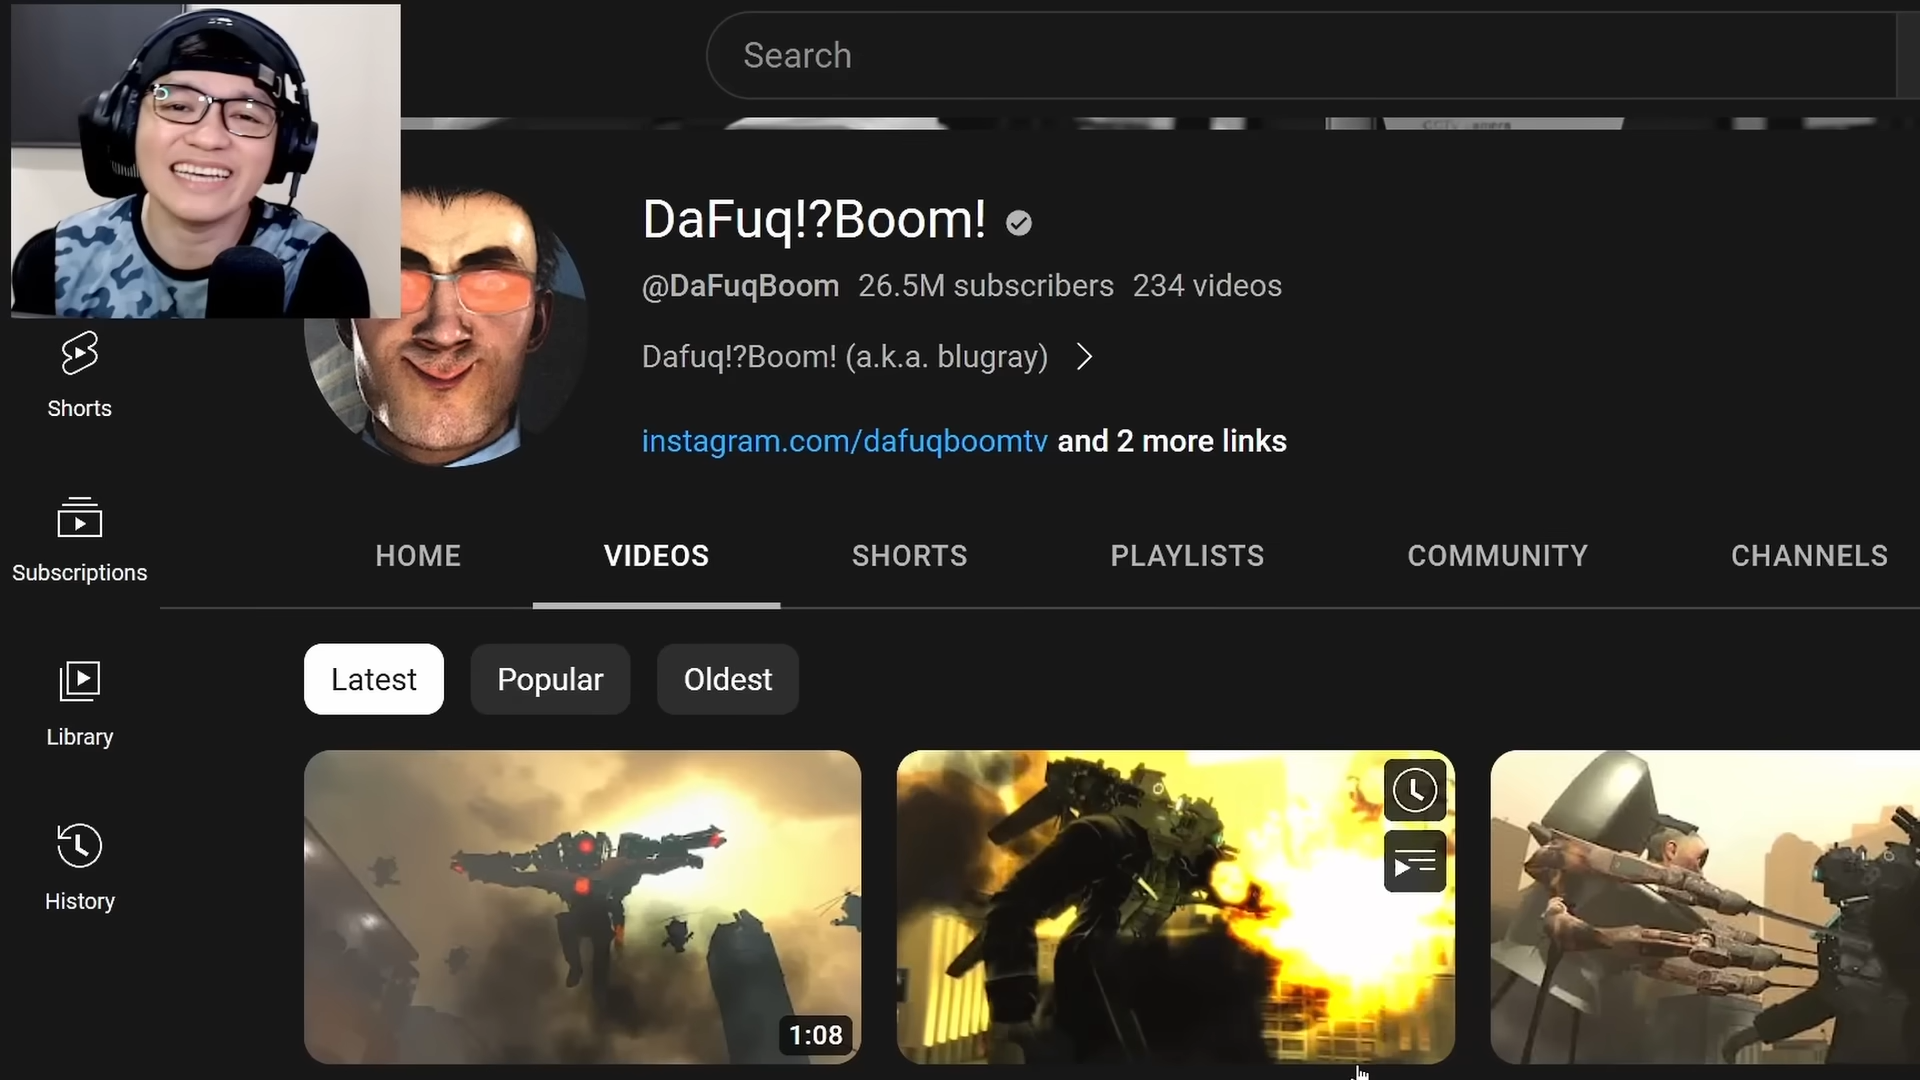 Search
DaFuq!?Boom!
@DaFuqBoom 26.5M subscribers 234 videos
Dafuq!?Boom! (a.k.a. blugray)
instagram.com/dafuqboomtv and 2 more links
Shorts
Subscriptions
Library
History
HOME VIDEOS SHORTS PLAYLISTS COMMUNITY CHANNELS
Latest Popular Oldest
1:08